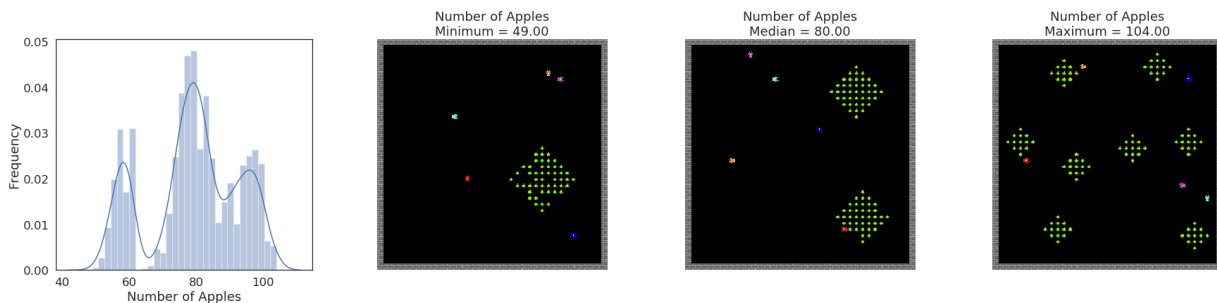 Number of Apples
Minimum = 49.00
Number of Apples
Median = 80.00
Number of Apples
Maximum = 104.00
0.05
0.04
0.03
0.02
0.01
0.00
Frequency
40 60 80 100
Number of Apples